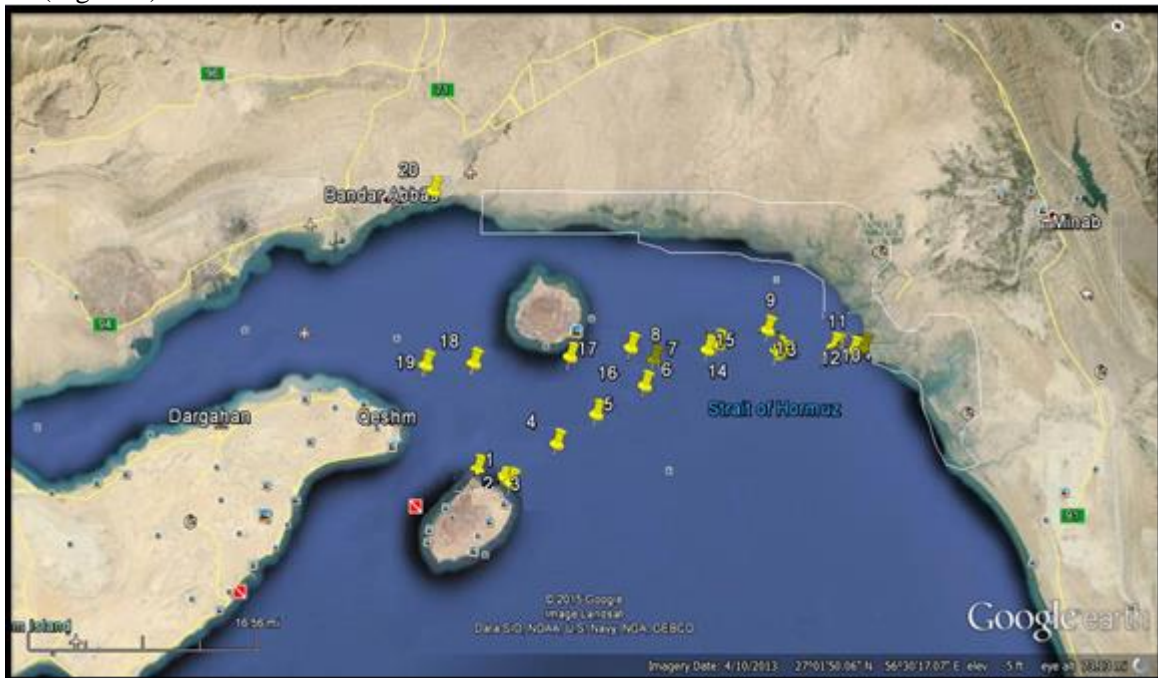 96
71
20
Bandar Abbas
Minab
94
9
11
8
15
18
17
7
13
12
10
19
16
6
14
5
Strait of Hormuz
Dargahan
Qeshm
4
1
2
3
91
© 2015 Google
Image Landsat
Data SIO, NOAA, U.S. Navy, NGA, GEBCO
16.56 mi
m Island
Google earth
Imagery Date: 4/10/2013 27°01'50.06" N 56°30'17.07" E elev -5 ft eye alt